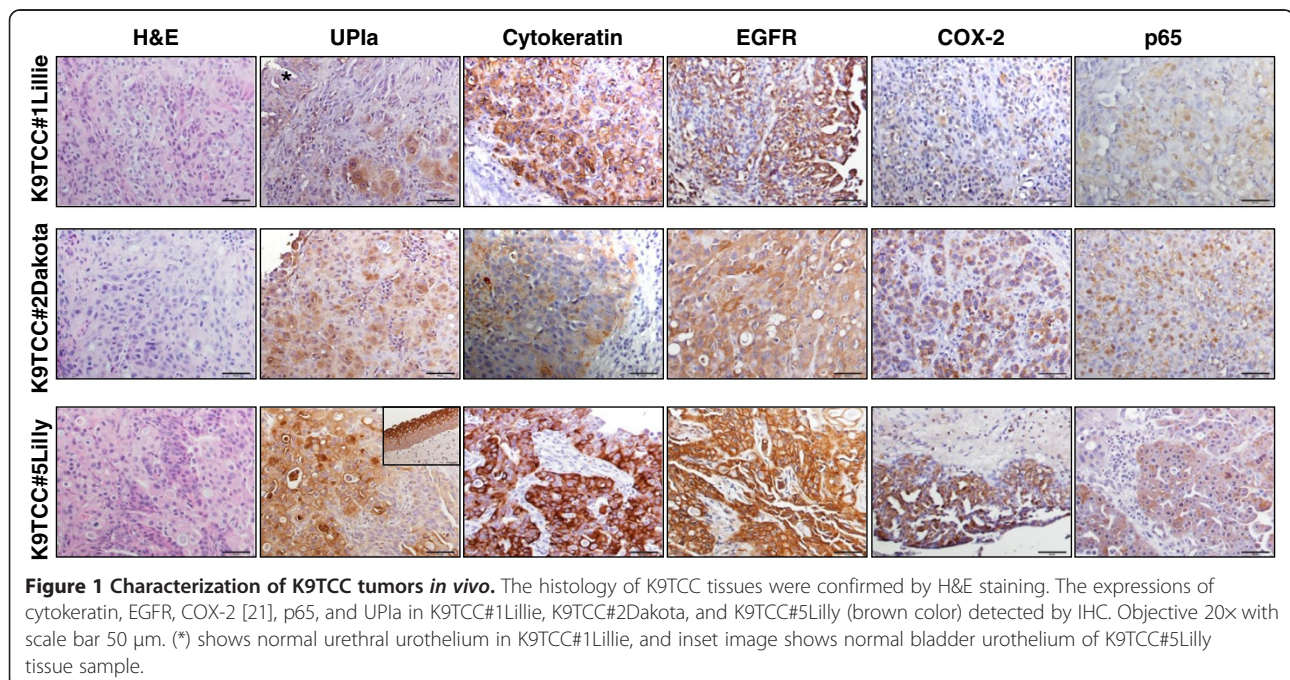 H&E UPIa Cytokeratin EGFR COX-2 p65
K9TCC#1Lillie
*
K9TCC#2Dakota
K9TCC#5Lilly
Figure 1 Characterization of K9TCC tumors in vivo. The histology of K9TCC tissues were confirmed by H&E staining. The expressions of
cytokeratin, EGFR, COX-2 [21], p65, and UPIa in K9TCC#1Lillie, K9TCC#2Dakota, and K9TCC#5Lilly (brown color) detected by IHC. Objective 20× with
scale bar 50 μm. (*) shows normal urethral urothelium in K9TCC#1Lillie, and inset image shows normal bladder urothelium of K9TCC#5Lilly
tissue sample.